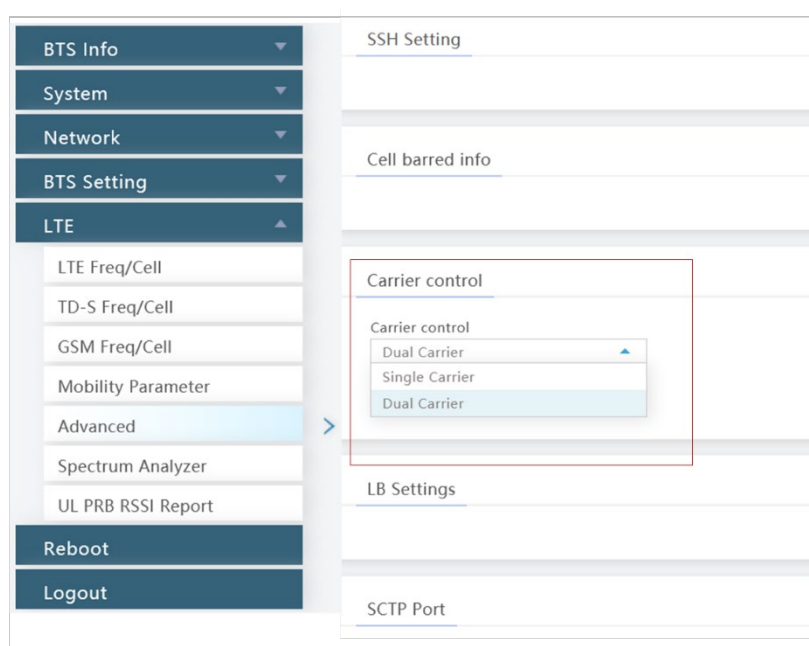 BTS Info
System
Network
BTS Setting
LTE
LTE Freq/Cell
TD-S Freq/Cell
GSM Freq/Cell
Mobility Parameter
Advanced
Spectrum Analyzer
UL PRB RSSI Report
Reboot
Logout
SSH Setting
Cell barred info
Carrier control
Carrier control
Dual Carrier
Single Carrier
Dual Carrier
LB Settings
SCTP Port